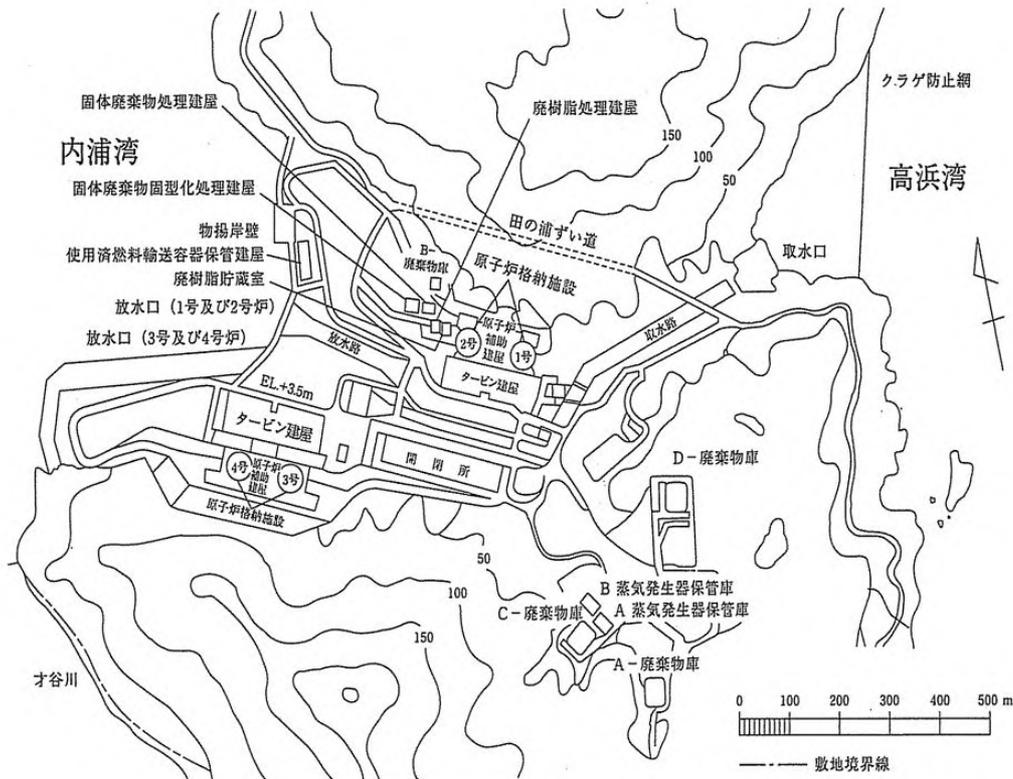 クラゲ防止網
固体廃棄物処理建屋
廃樹脂処理建屋
150
100
50
内浦湾
高浜湾
固体廃棄物固型化処理建屋
田の浦ずい道
物揚岸壁
B-
廃棄物庫
取水口
使用済燃料輸送容器保管建屋
原子炉格納施設
廃樹脂貯蔵室
放水口 (1号及び2号炉)
放水口 (3号及び4号炉)
放水路
原子炉
補助
建屋
2号
1号
取水路
タービン建屋
EL.+3.5m
タービン建屋
開閉所
D-廃棄物庫
4号
原子炉
補助
建屋
3号
原子炉格納施設
50
100
150
B 蒸気発生器保管庫
C-廃棄物庫
A 蒸気発生器保管庫
A-廃棄物庫
才谷川
0 100 200 300 400 500 m
敷地境界線